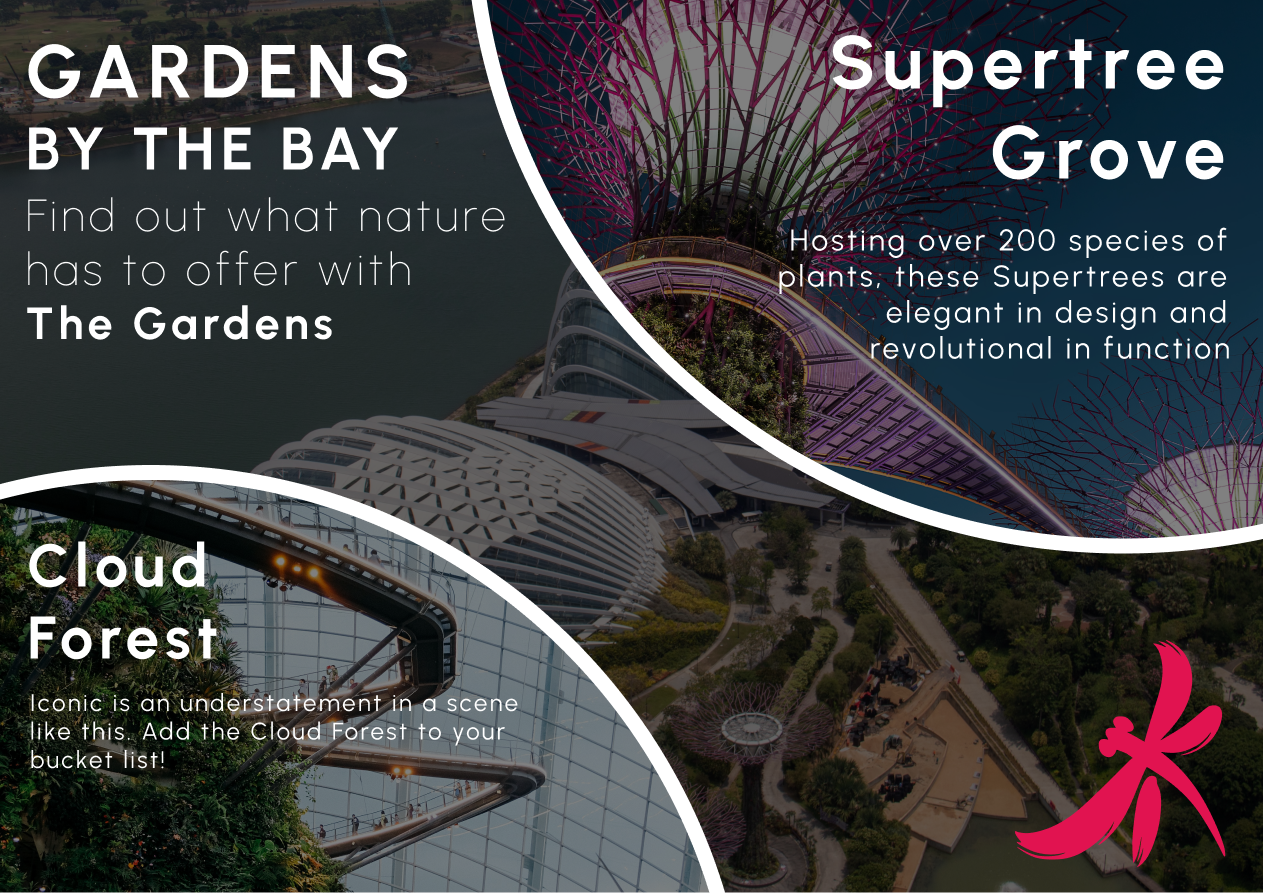 GARDENS
BY THE BAY
Find out what nature
has to offer with
The Gardens
Supertree
Grove
Hosting over 200 species of
plants, these Supertrees are
elegant in design and
revolutional in function
Cloud
Forest
Iconic is an understatement in a scene
like this. Add the Cloud Forest to your
bucket list!